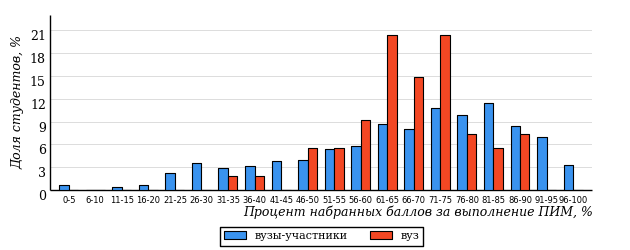 Доля студентов, %
21
18
15
12
9
6
3
0
0-5 6-10 11-15 16-20 21-25 26-30 31-35 36-40 41-45 46-50 51-55 56-60 61-65 66-70 71-75 76-80 81-85 86-90 91-95 96-100
Процент набранных баллов за выполнение ПИМ, %
вузы-участники вуз